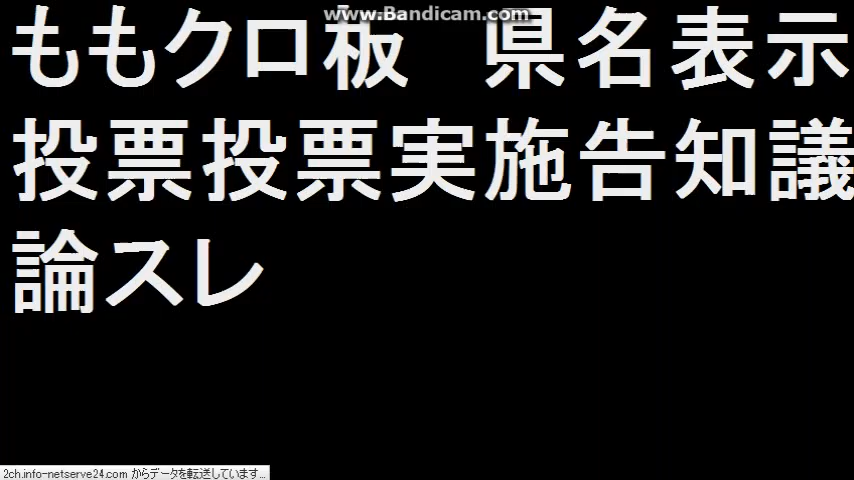 www.Bandicam.com
ももクロ板　県名表示
投票投票実施告知議
論スレ
2ch.info-netserve24.com からデータを転送しています...